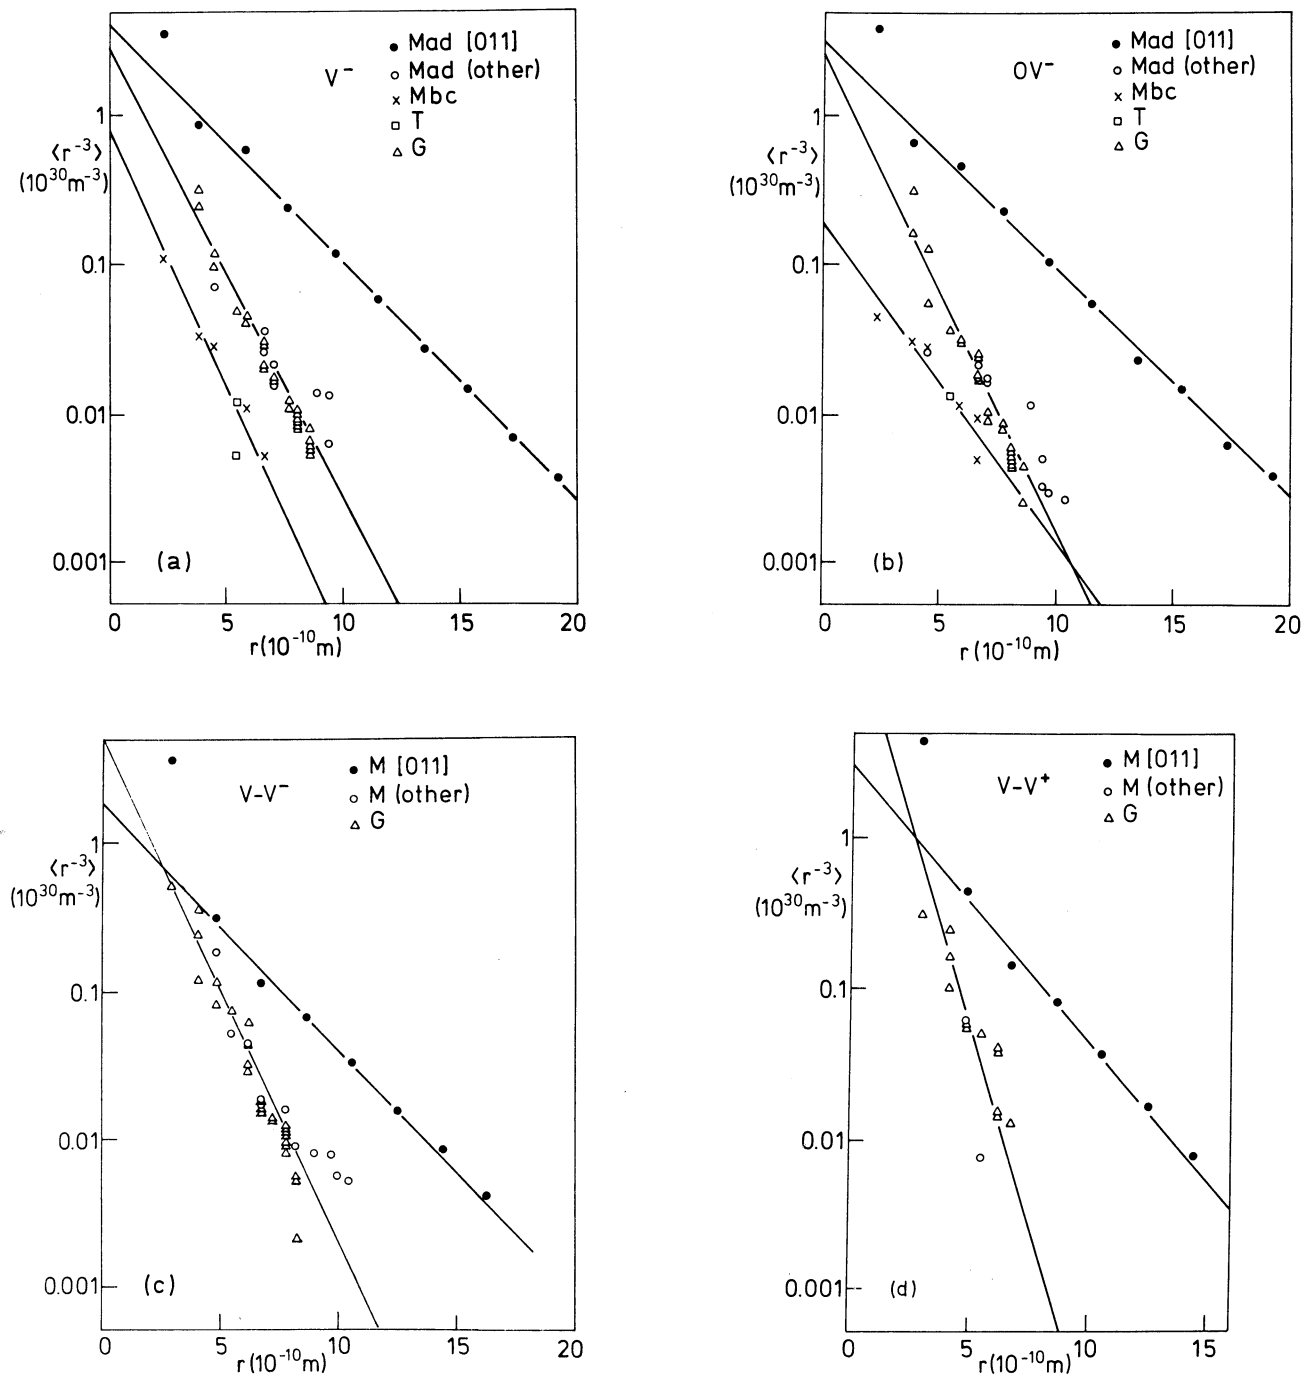 V⁻
● Mad [011]
○ Mad (other)
× Mbc
□ T
△ G
1
⟨r⁻³⟩
(10³⁰m⁻³)
0.1
0.01
0.001
(a)
0 5 10 15 20
r(10⁻¹⁰m)
OV⁻
● Mad [011]
○ Mad (other)
× Mbc
□ T
△ G
1
⟨r⁻³⟩
(10³⁰m⁻³)
0.1
0.01
0.001
(b)
0 5 10 15 20
r(10⁻¹⁰m)
V–V⁻
● M [011]
○ M (other)
△ G
1
⟨r⁻³⟩
(10³⁰m⁻³)
0.1
0.01
0.001
(c)
0 5 10 15 20
r(10⁻¹⁰m)
V–V⁺
● M [011]
○ M (other)
△ G
1
⟨r⁻³⟩
(10³⁰m⁻³)
0.1
0.01
0.001
(d)
0 5 10 15
r(10⁻¹⁰m)